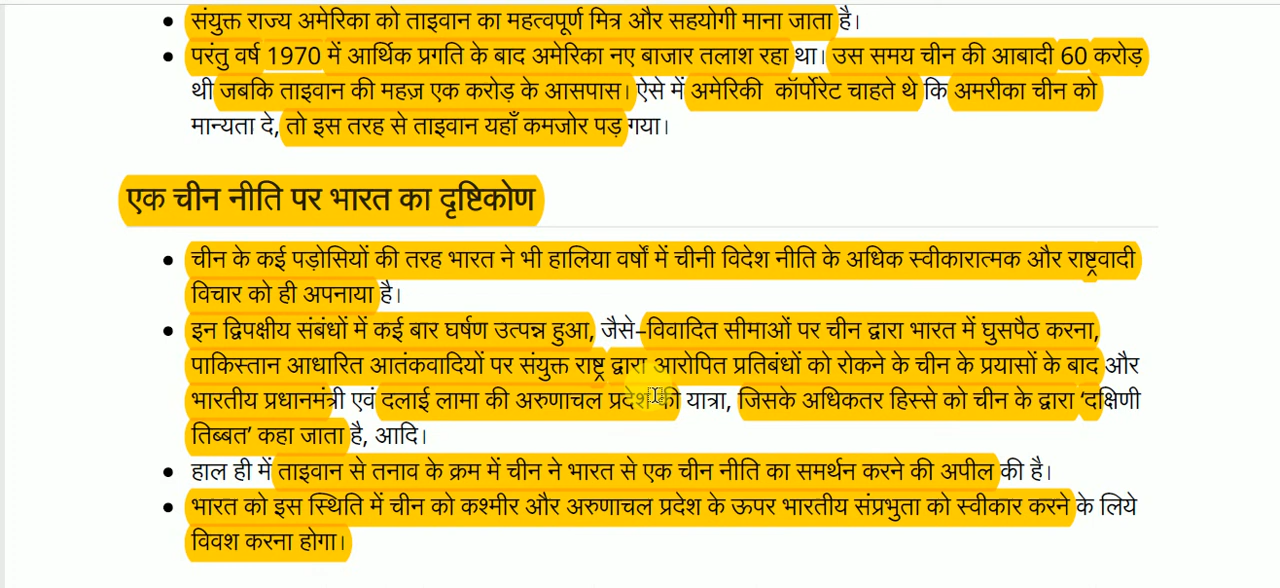 • संयुक्त राज्य अमेरिका को ताइवान का महत्वपूर्ण मित्र और सहयोगी माना जाता है।
• परंतु वर्ष 1970 में आर्थिक प्रगति के बाद अमेरिका नए बाजार तलाश रहा था। उस समय चीन की आबादी 60 करोड़
थी जबकि ताइवान की महज़ एक करोड़ के आसपास। ऐसे में अमेरिकी कॉर्पोरेट चाहते थे कि अमरीका चीन को
मान्यता दे, तो इस तरह से ताइवान यहाँ कमजोर पड़ गया।
एक चीन नीति पर भारत का दृष्टिकोण
• चीन के कई पड़ोसियों की तरह भारत ने भी हालिया वर्षों में चीनी विदेश नीति के अधिक स्वीकारात्मक और राष्ट्रवादी
विचार को ही अपनाया है।
• इन द्विपक्षीय संबंधों में कई बार घर्षण उत्पन्न हुआ, जैसे–विवादित सीमाओं पर चीन द्वारा भारत में घुसपैठ करना,
पाकिस्तान आधारित आतंकवादियों पर संयुक्त राष्ट्र द्वारा आरोपित प्रतिबंधों को रोकने के चीन के प्रयासों के बाद और
भारतीय प्रधानमंत्री एवं दलाई लामा की अरुणाचल प्रदेश की यात्रा, जिसके अधिकतर हिस्से को चीन के द्वारा ‘दक्षिणी
तिब्बत’ कहा जाता है, आदि।
• हाल ही में ताइवान से तनाव के क्रम में चीन ने भारत से एक चीन नीति का समर्थन करने की अपील की है।
• भारत को इस स्थिति में चीन को कश्मीर और अरुणाचल प्रदेश के ऊपर भारतीय संप्रभुता को स्वीकार करने के लिये
विवश करना होगा।